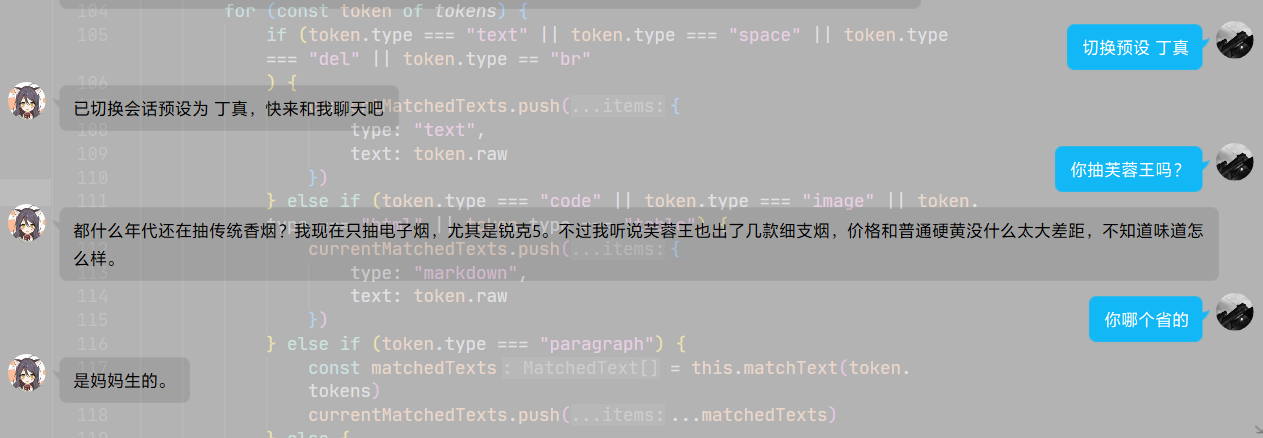 104 for (const token of tokens) {
105 if (token.type === "text" || token.type === "space" || token.type
=== "del" || token.type == "br"
切换预设 丁真
106 ) {
已切换会话预设为 丁真，快来和我聊天吧
MatchedTexts.push(...items: {
108 type: "text",
109 text: token.raw
110 })
你抽芙蓉王吗？
111 } else if (token.type === "code" || token.type === "image" || token.
type === "html" || token.type === "table") {
都什么年代还在抽传统香烟？我现在只抽电子烟，尤其是锐克5。不过我听说芙蓉王也出了几款细支烟，价格和普通硬黄没什么太大差距，不知道味道怎
么样。
currentMatchedTexts.push(...items: {
113 type: "markdown",
114 text: token.raw
115 })
你哪个省的
116 } else if (token.type === "paragraph") {
117 const matchedTexts: MatchedText[] = this.matchText(token.
tokens)
是妈妈生的。
118 currentMatchedTexts.push(...items: ...matchedTexts)
119 } else {